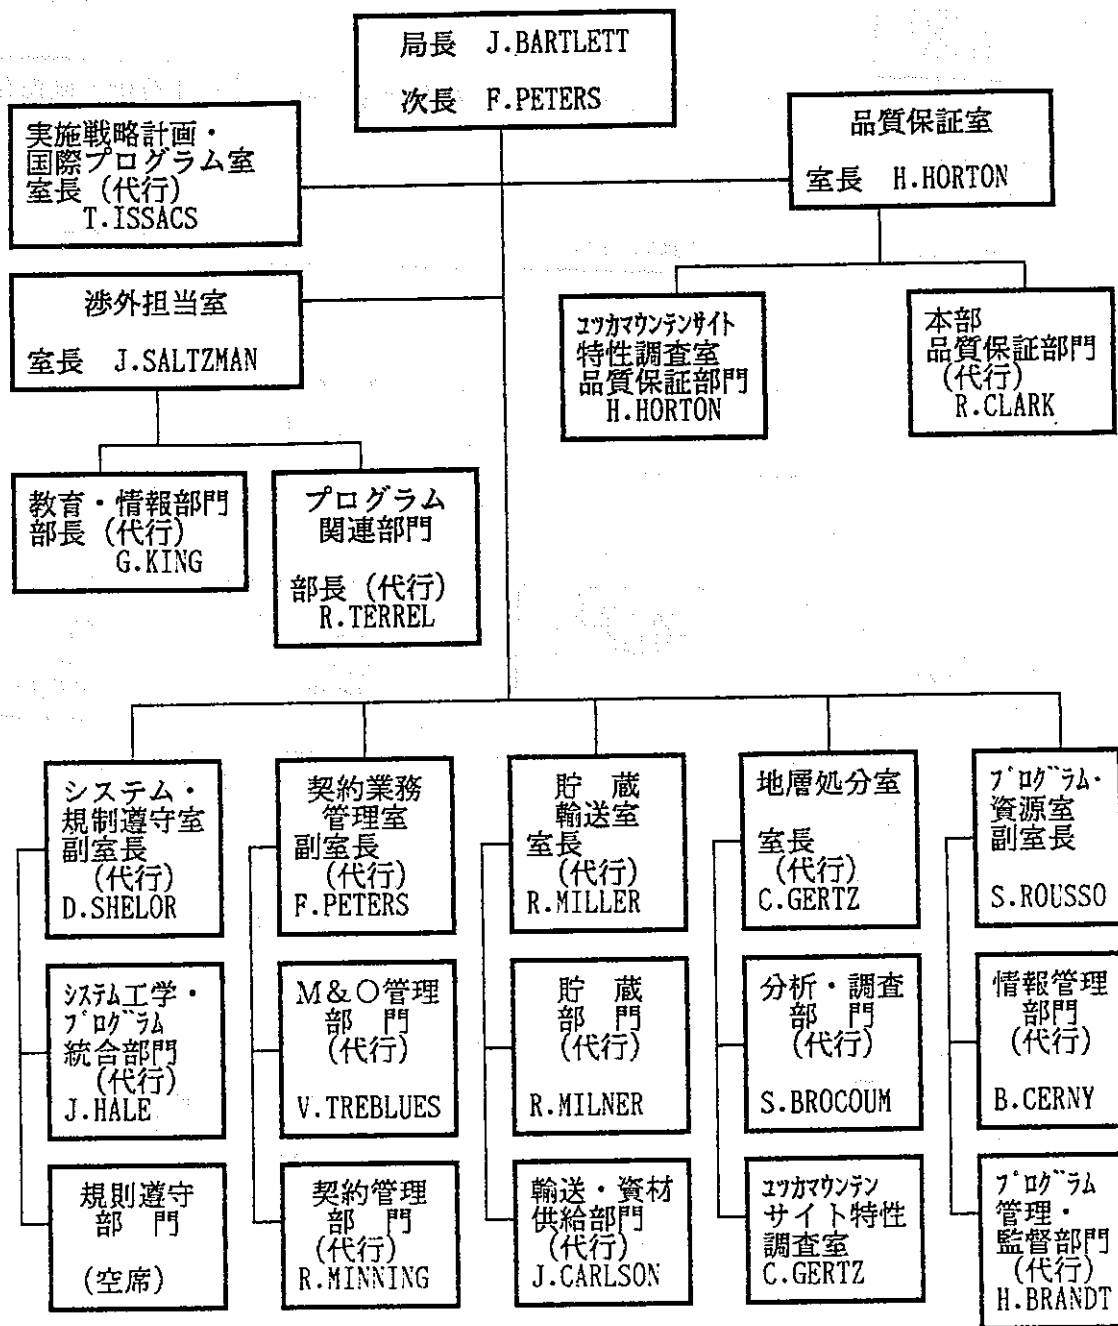 局長 J.BARTLETT
次長 F.PETERS
実施戦略計画・
国際プログラム室
室長（代行）
T.ISSACS
品質保証室
室長 H.HORTON
渉外担当室
室長 J.SALTZMAN
ユッカマウンテンサイト
特性調査室
品質保証部門
H.HORTON
本部
品質保証部門
（代行）
R.CLARK
教育・情報部門
部長（代行）
G.KING
プログラム
関連部門
部長（代行）
R.TERREL
システム・
規制遵守室
副室長
（代行）
D.SHELOR
契約業務
管理室
副室長
（代行）
F.PETERS
貯 蔵
輸送室
室長
（代行）
R.MILLER
地層処分室
室長
（代行）
C.GERTZ
プログラム・
資源室
副室長
S.ROUSSO
システム工学・
プログラム
統合部門
（代行）
J.HALE
M&O管理
部 門
（代行）
V.TREBLUES
貯 蔵
部 門
（代行）
R.MILNER
分析・調査
部 門
（代行）
S.BROCOUM
情報管理
部門
（代行）
B.CERNY
規則遵守
部 門
（空席）
契約管理
部 門
（代行）
R.MINNING
輸送・資材
供給部門
（代行）
J.CARLSON
ユッカマウンテン
サイト特性
調査室
C.GERTZ
プログラム
管理・
監督部門
（代行）
H.BRANDT